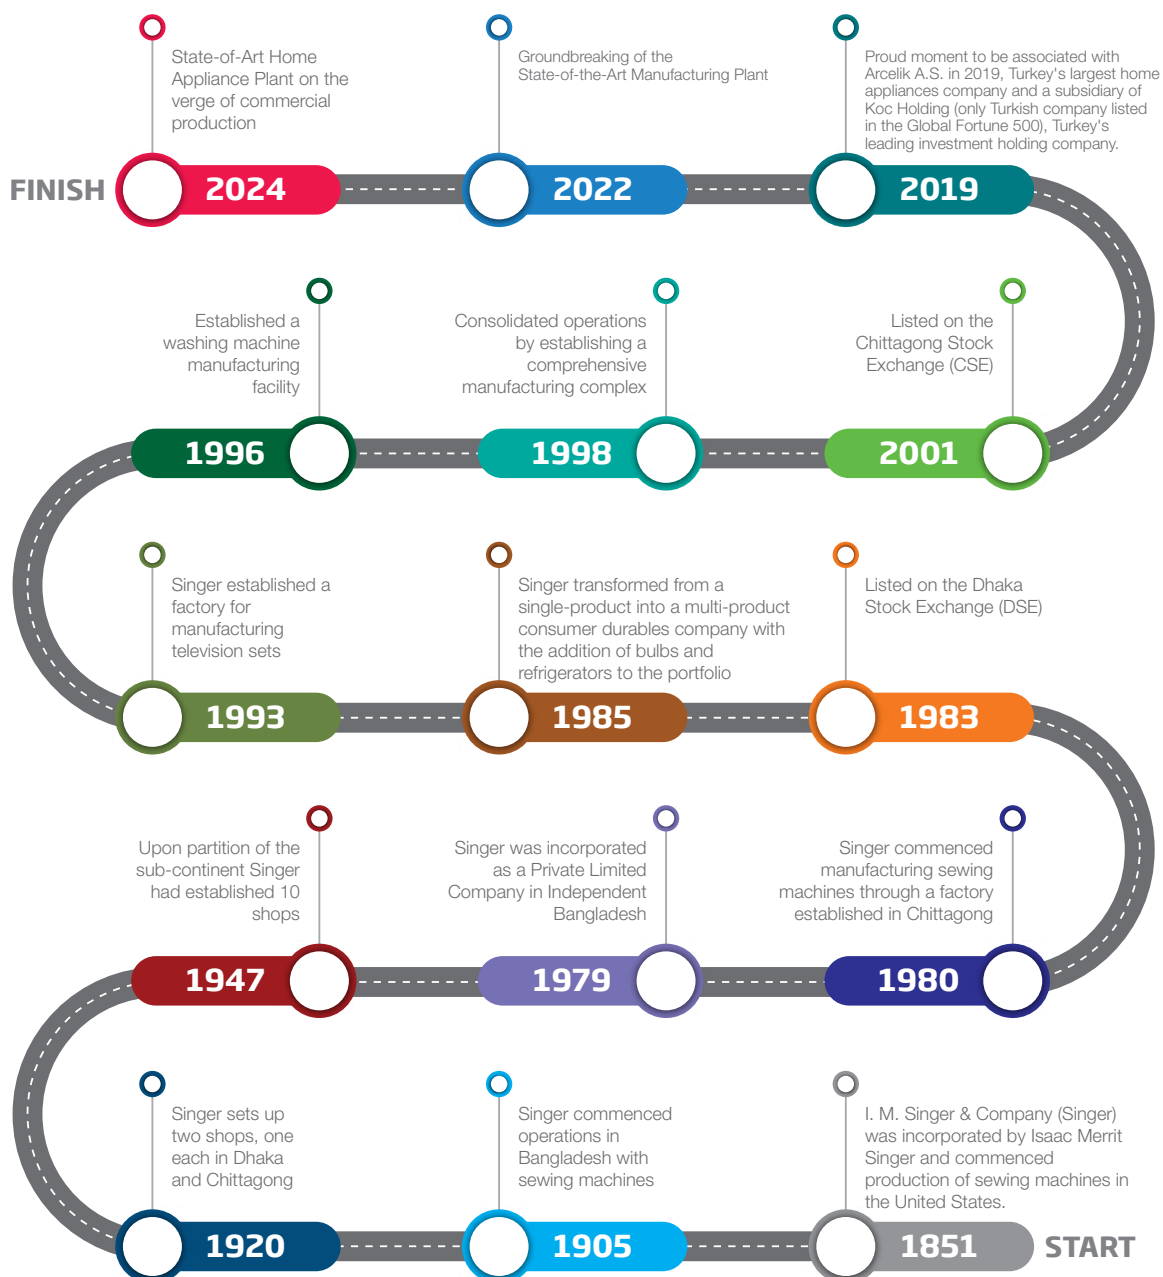 State-of-Art Home
Appliance Plant on the
verge of commercial
production
FINISH
2024
Groundbreaking of the
State-of-the-Art Manufacturing Plant
2022
Proud moment to be associated with
Arcelik A.S. in 2019, Turkey's largest home
appliances company and a subsidiary of
Koc Holding (only Turkish company listed
in the Global Fortune 500), Turkey's
leading investment holding company.
2019
Established a
washing machine
manufacturing
facility
1996
Consolidated operations
by establishing a
comprehensive
manufacturing complex
1998
Listed on the
Chittagong Stock
Exchange (CSE)
2001
Singer established a
factory for
manufacturing
television sets
1993
Singer transformed from a
single-product into a multi-product
consumer durables company with
the addition of bulbs and
refrigerators to the portfolio
1985
Listed on the Dhaka
Stock Exchange (DSE)
1983
Upon partition of the
sub-continent Singer
had established 10
shops
1947
Singer was incorporated
as a Private Limited
Company in Independent
Bangladesh
1979
Singer commenced
manufacturing sewing
machines through a factory
established in Chittagong
1980
Singer sets up
two shops, one
each in Dhaka
and Chittagong
1920
Singer commenced
operations in
Bangladesh with
sewing machines
1905
I. M. Singer & Company (Singer)
was incorporated by Isaac Merrit
Singer and commenced
production of sewing machines in
the United States.
1851
START